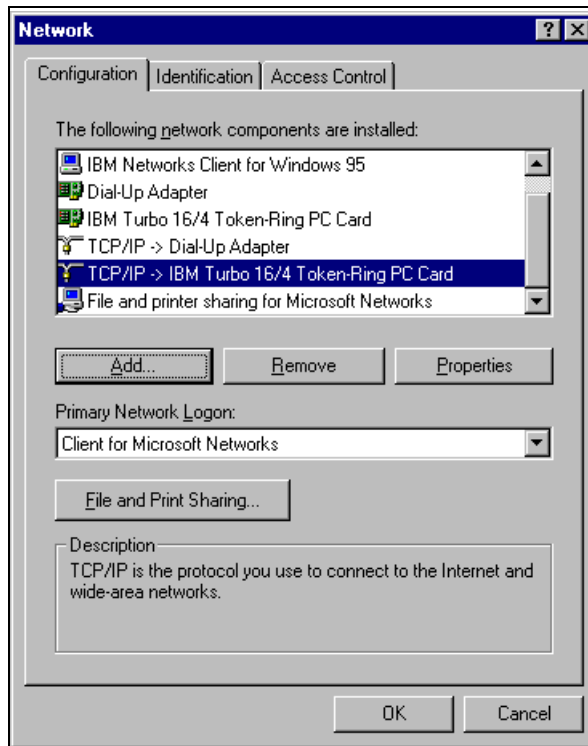 Network
Configuration Identification Access Control
The following network components are installed:
IBM Networks Client for Windows 95
Dial-Up Adapter
IBM Turbo 16/4 Token-Ring PC Card
TCP/IP -> Dial-Up Adapter
TCP/IP -> IBM Turbo 16/4 Token-Ring PC Card
File and printer sharing for Microsoft Networks
Add... Remove Properties
Primary Network Logon:
Client for Microsoft Networks
File and Print Sharing...
Description
TCP/IP is the protocol you use to connect to the Internet and
wide-area networks.
OK Cancel